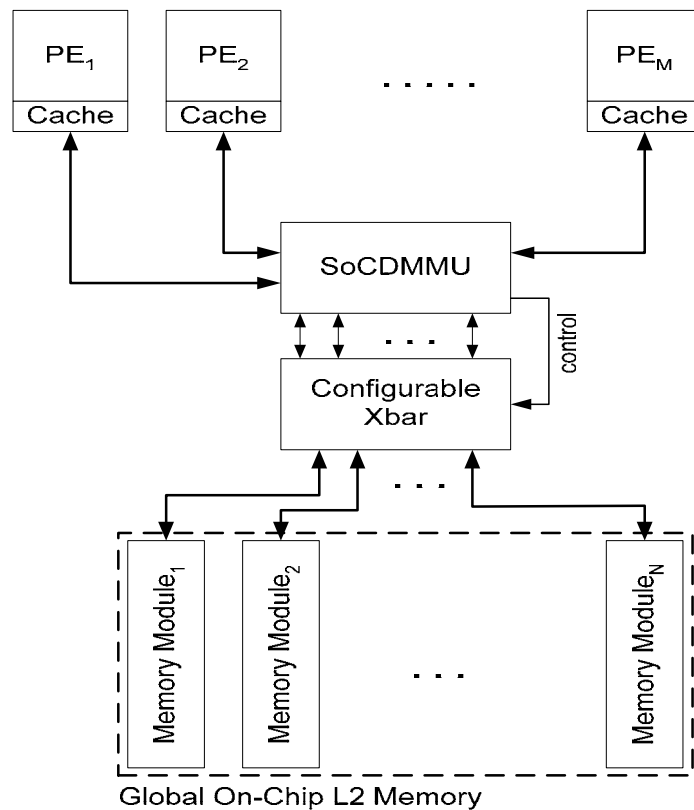 PE1
PE2
. . . . .
PEM
Cache
Cache
Cache
SoCDMMU
. . .
control
Configurable
Xbar
. . .
Memory Module1
Memory Module2
. . .
Memory ModuleN
Global On-Chip L2 Memory